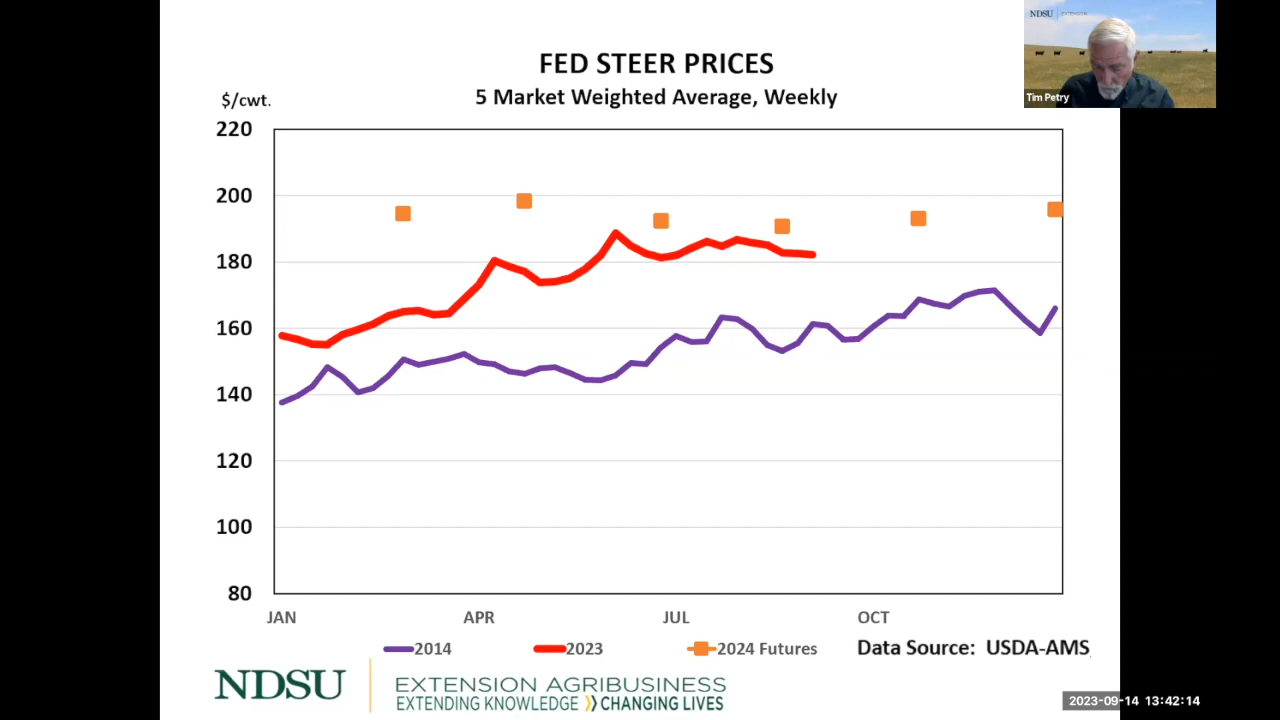 NDSU EXTENSION
Tim Petry
FED STEER PRICES
5 Market Weighted Average, Weekly
$/cwt.
220
200
180
160
140
120
100
80
JAN APR JUL OCT
2014 2023 2024 Futures Data Source: USDA-AMS
NDSU EXTENSION AGRIBUSINESS
EXTENDING KNOWLEDGE CHANGING LIVES
2023-09-14 13:42:14